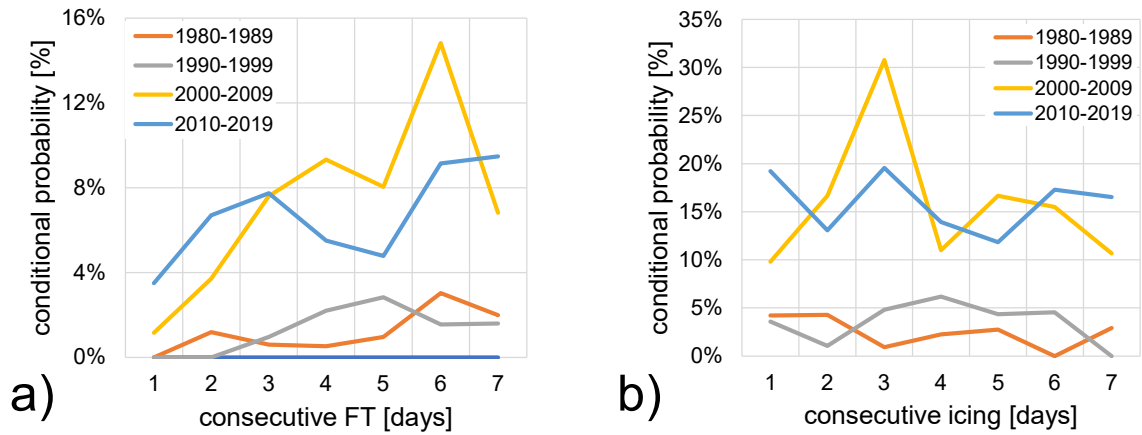 16%
12%
8%
4%
0%
conditional probability [%]
1980-1989
1990-1999
2000-2009
2010-2019
1 2 3 4 5 6 7
consecutive FT [days]
a)
35%
30%
25%
20%
15%
10%
5%
0%
conditional probability [%]
1980-1989
1990-1999
2000-2009
2010-2019
1 2 3 4 5 6 7
consecutive icing [days]
b)